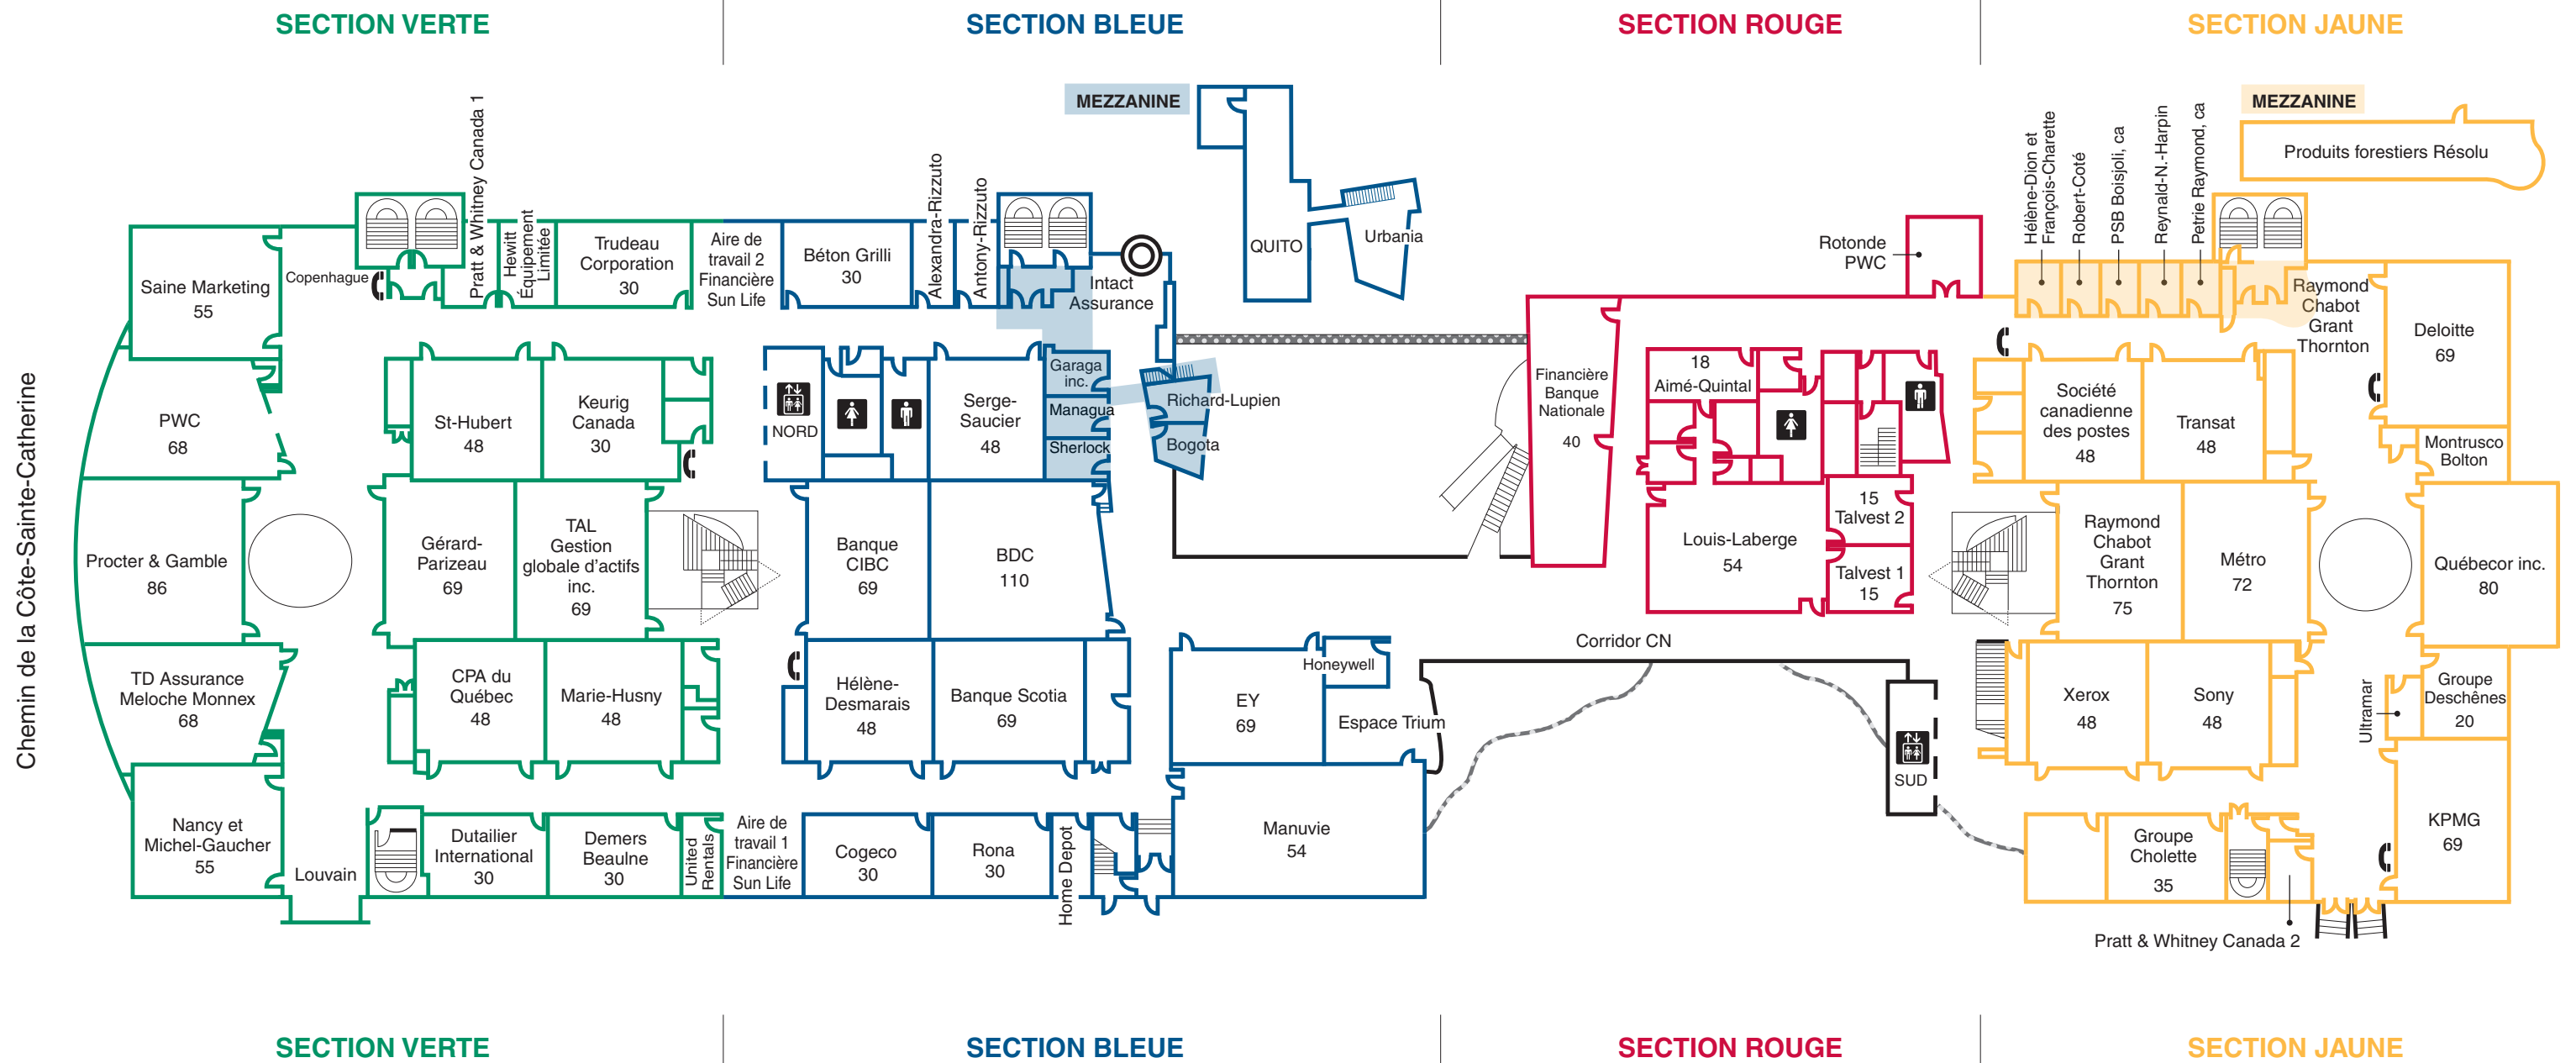 SECTION VERTE
SECTION BLEUE
SECTION ROUGE
SECTION JAUNE
Chemin de la Côte-Sainte-Catherine
Saine Marketing
55
Copenhague
Pratt & Whitney Canada 1
Hewitt
Équipement
Limitée
Trudeau
Corporation
30
PWC
68
St-Hubert
48
Keurig
Canada
30
Procter & Gamble
86
Gérard-
Parizeau
69
TAL
Gestion
globale d'actifs
inc.
69
TD Assurance
Meloche Monnex
68
CPA du
Québec
48
Marie-Husny
48
Nancy et
Michel-Gaucher
55
Louvain
Dutailier
International
30
Demers
Beaulne
30
United
Rentals
Aire de
travail 2
Financière
Sun Life
Béton Grilli
30
Alexandra-Rizzuto
Antony-Rizzuto
Intact
Assurance
MEZZANINE
QUITO
Urbania
NORD
Serge-
Saucier
48
Garaga
inc.
Managua
Sherlock
Richard-Lupien
Bogota
Banque
CIBC
69
BDC
110
Hélène-
Desmarais
48
Banque Scotia
69
EY
69
Honeywell
Espace Trium
Aire de
travail 1
Financière
Sun Life
Cogeco
30
Rona
30
Home Depot
Manuvie
54
Rotonde
PWC
Financière
Banque
Nationale
40
18
Aimé-Quintal
15
Talvest 2
Louis-Laberge
54
Talvest 1
15
Corridor CN
SUD
Hélène-Dion et
François-Charette
Robert-Coté
PSB Boisjoli, ca
Reynald-N.-Harpin
Petrie Raymond, ca
MEZZANINE
Produits forestiers Résolu
Raymond
Chabot
Grant
Thornton
Deloitte
69
Société
canadienne
des postes
48
Transat
48
Montrusco
Bolton
Raymond
Chabot
Grant
Thornton
75
Métro
72
Québecor inc.
80
Xerox
48
Sony
48
Ultramar
Groupe
Deschênes
20
KPMG
69
Groupe
Cholette
35
Pratt & Whitney Canada 2
SECTION VERTE
SECTION BLEUE
SECTION ROUGE
SECTION JAUNE